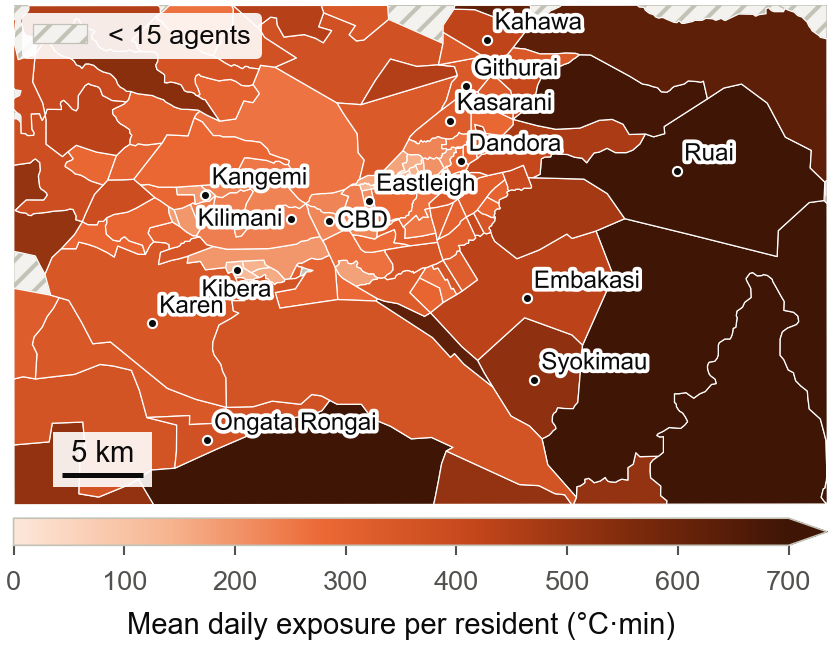 < 15 agents
Kahawa
Githurai
Kasarani
Dandora
Ruai
Kangemi
Eastleigh
Kilimani
CBD
Kibera
Embakasi
Karen
Syokimau
Ongata Rongai
5 km
0 100 200 300 400 500 600 700
Mean daily exposure per resident (°C·min)